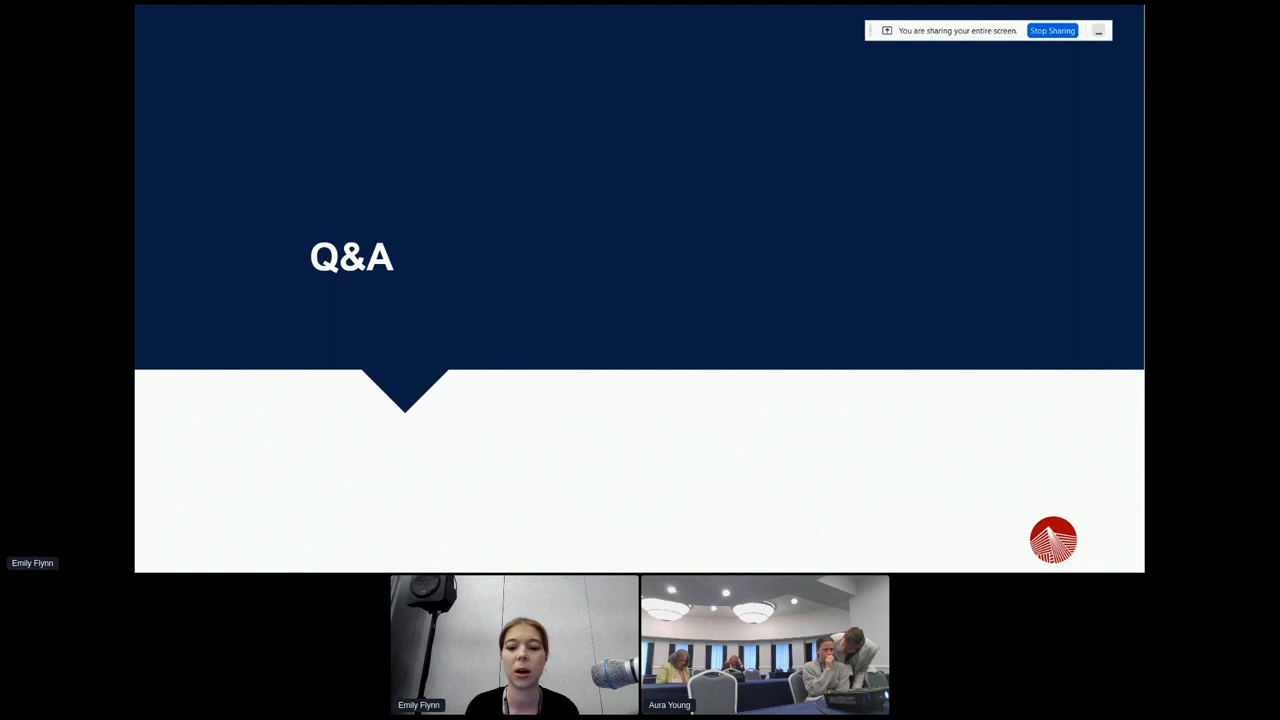 You are sharing your entire screen.
Stop Sharing
Q&A
Emily Flynn
Emily Flynn
Aura Young